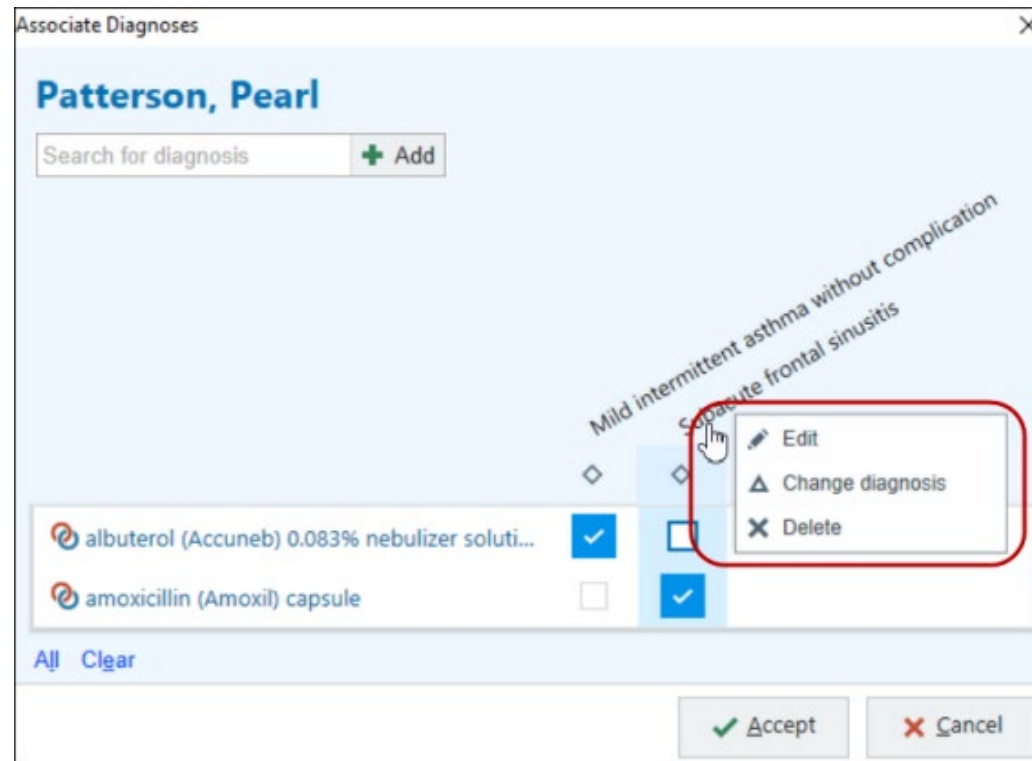 Associate Diagnoses
Patterson, Pearl
Search for diagnosis
Add
Mild intermittent asthma without complication
Subacute frontal sinusitis
Edit
Change diagnosis
Delete
albuterol (Accuneb) 0.083% nebulizer soluti...
amoxicillin (Amoxil) capsule
All Clear
Accept Cancel